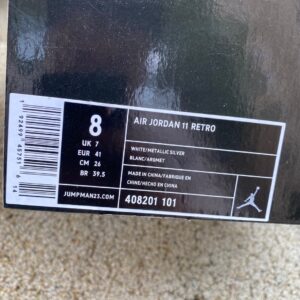 8
UK 7
EUR 41
CM 26
BR 39.5
JUMPMAN23.COM
AIR JORDAN 11 RETRO
WHITE/METALLIC SILVER
BLANC/ARGMET
MADE IN CHINA/FABRIQUE EN
CHINE/HECHO EN CHINA
408201 101